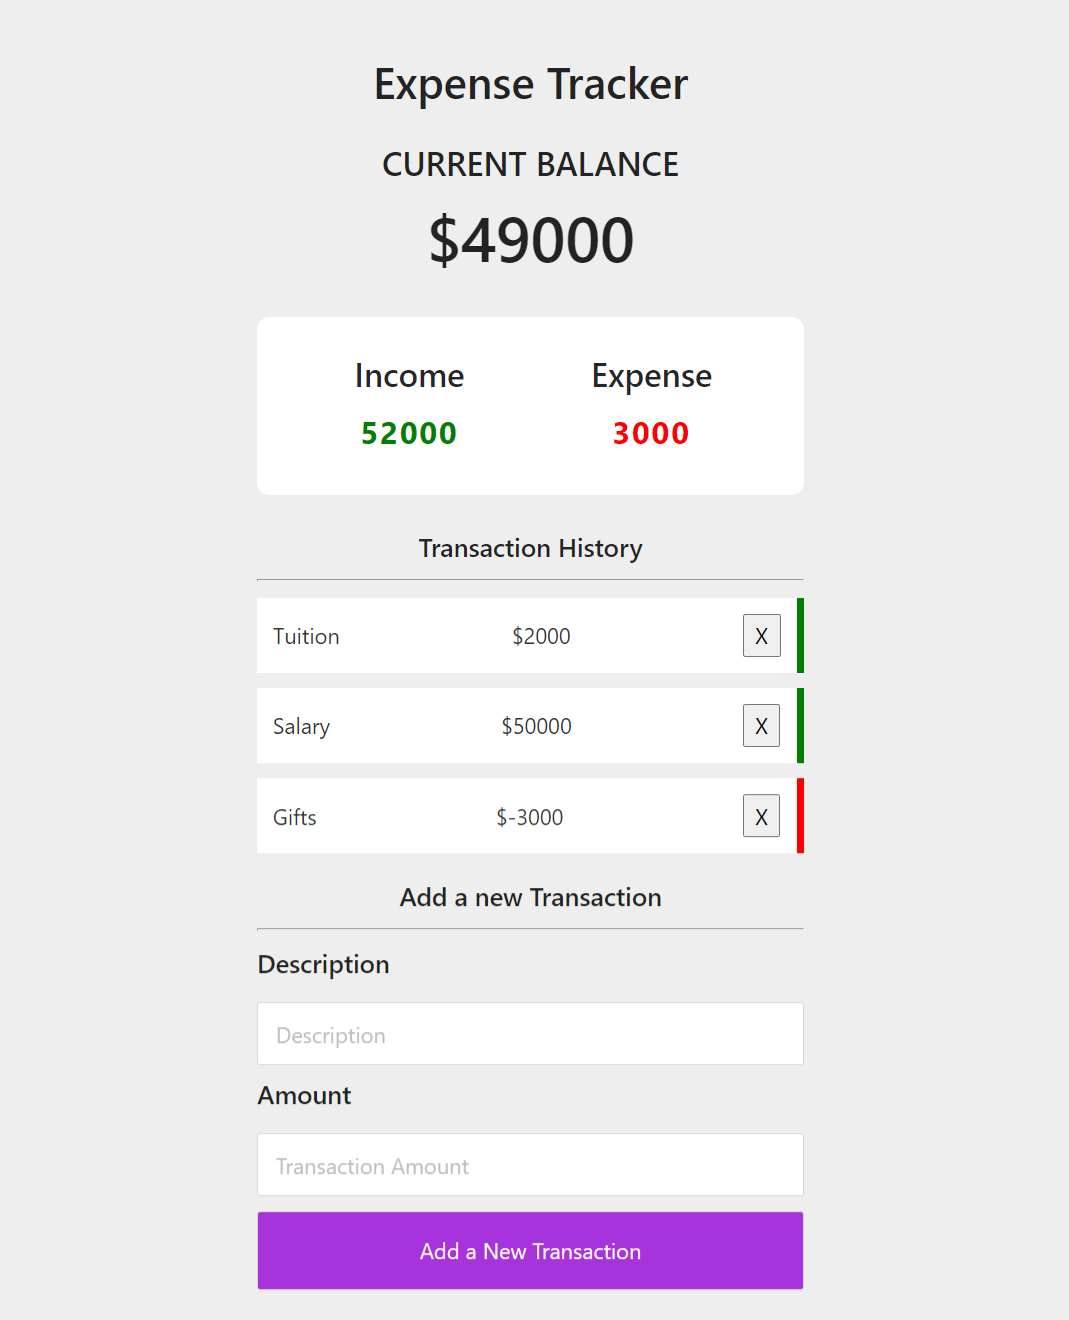 Expense Tracker
CURRENT BALANCE
$49000
Income Expense
52000 3000
Transaction History
Tuition $2000 X
Salary $50000 X
Gifts $-3000 X
Add a new Transaction
Description
Description
Amount
Transaction Amount
Add a New Transaction